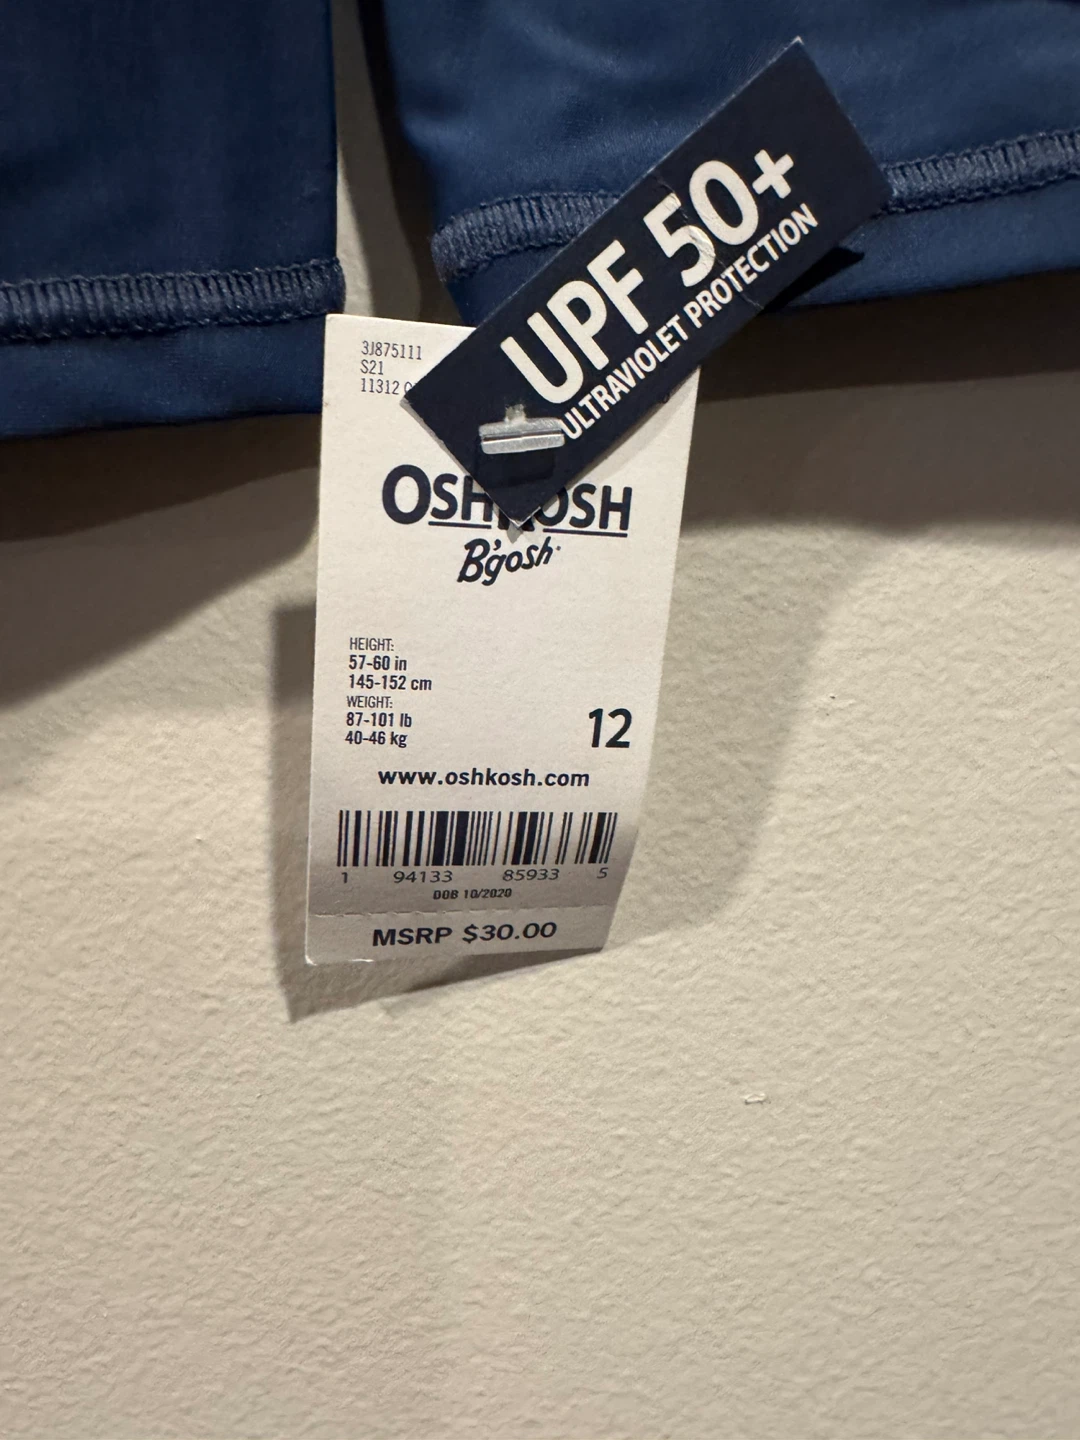 UPF 50+
ULTRAVIOLET PROTECTION
3J875111
S21
11312
OSHKOSH
B'gosh
HEIGHT:
57-60 in
145-152 cm
WEIGHT:
87-101 lb
40-46 kg
12
www.oshkosh.com
1 94133 85933 5
DOB 10/2020
MSRP $30.00